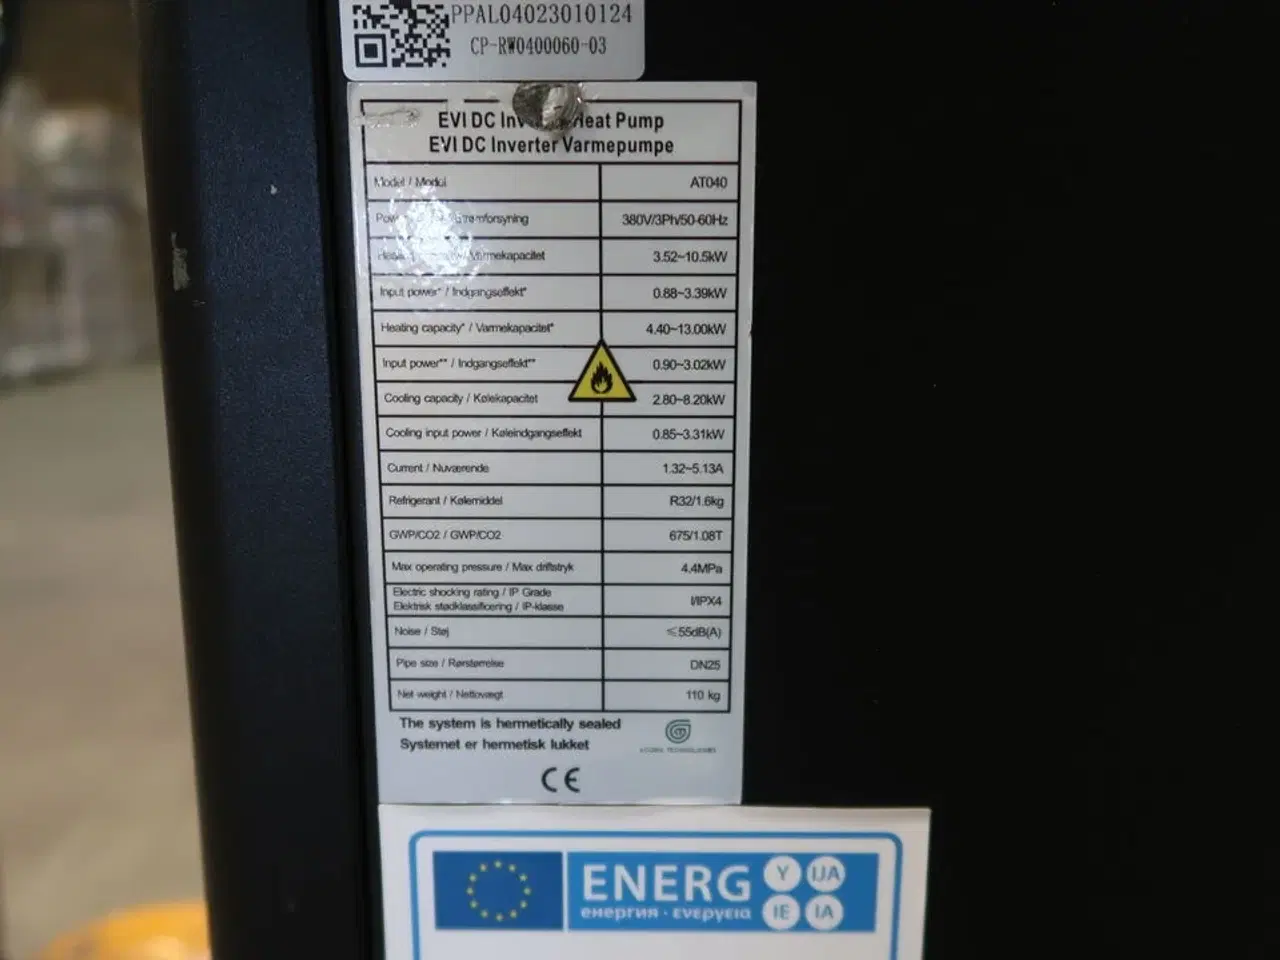 PPAL04023010124
CP-RW0400060-03
EVI DC Heat Pump
EVI DC Inverter Varmepumpe
Model / Modul AT040
380V/3Ph/50-60Hz
3.52~10.5kW
Input power* / Indgangseffekt* 0.88~3.39kW
Heating capacity* / Varmekapacitet* 4.40~13.00kW
Input power** / Indgangseffekt** 0.90~3.02kW
Cooling capacity / Kølekapacitet 2.80~8.20kW
Cooling input power / Køleindgangseffekt 0.85~3.31kW
Current / Nuværende 1.32~5.13A
Refrigerant / Kølemiddel R32/1.6kg
GWP/CO2 / GWP/CO2 675/1.08T
Max operating pressure / Max driftstryk 4.4MPa
Electric shocking rating / IP Grade
Elektrisk stødklassificering / IP-klasse I/IPX4
Noise / Støj ≤55dB(A)
Pipe size / Rørstørrelse DN25
Net weight / Nettovægt 110 kg
The system is hermetically sealed
Systemet er hermetisk lukket
TECHNOLOGIES
CE
ENERG Y IJA
енергия · ενεργεια IE IA